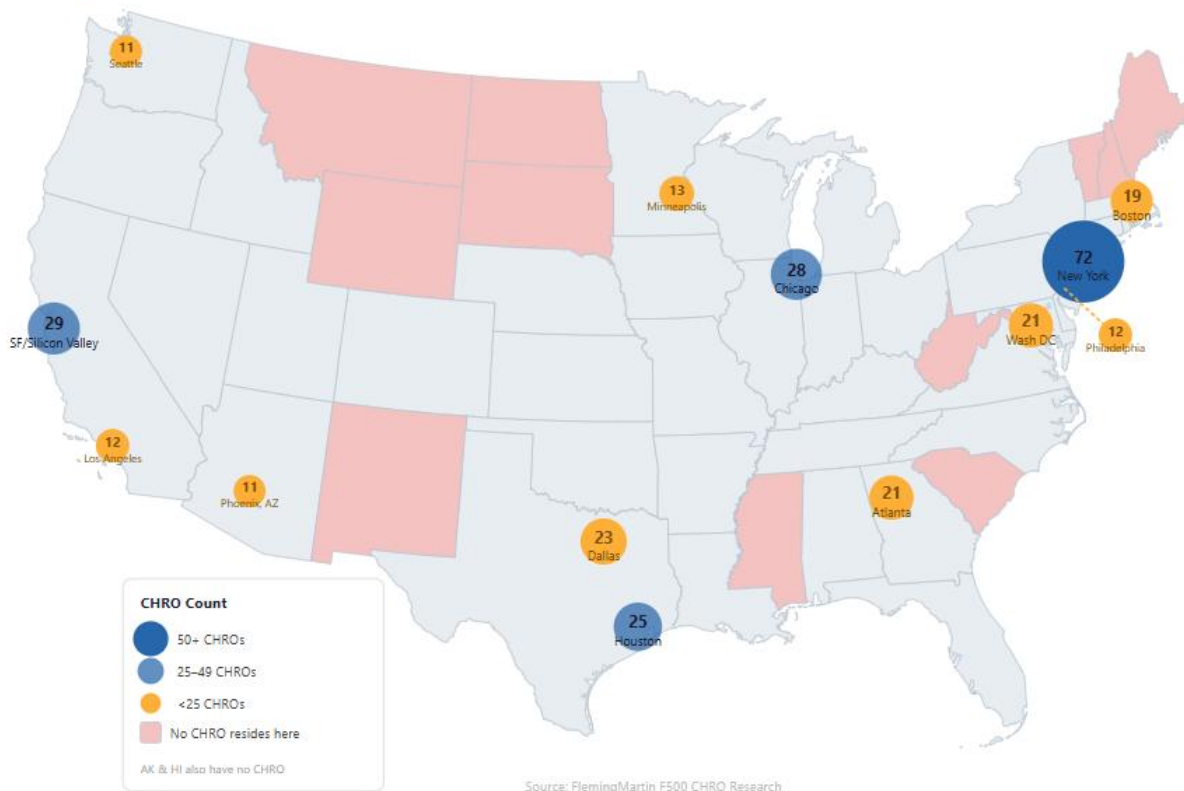 11
Seattle
13
Minneapolis
19
Boston
72
New York
28
Chicago
29
SF/Silicon Valley
21
Wash DC
12
Philadelphia
12
Los Angeles
11
Phoenix, AZ
21
Atlanta
23
Dallas
25
Houston
CHRO Count
50+ CHROs
25–49 CHROs
<25 CHROs
No CHRO resides here
AK & HI also have no CHRO
Source: FlemingMartin F500 CHRO Research